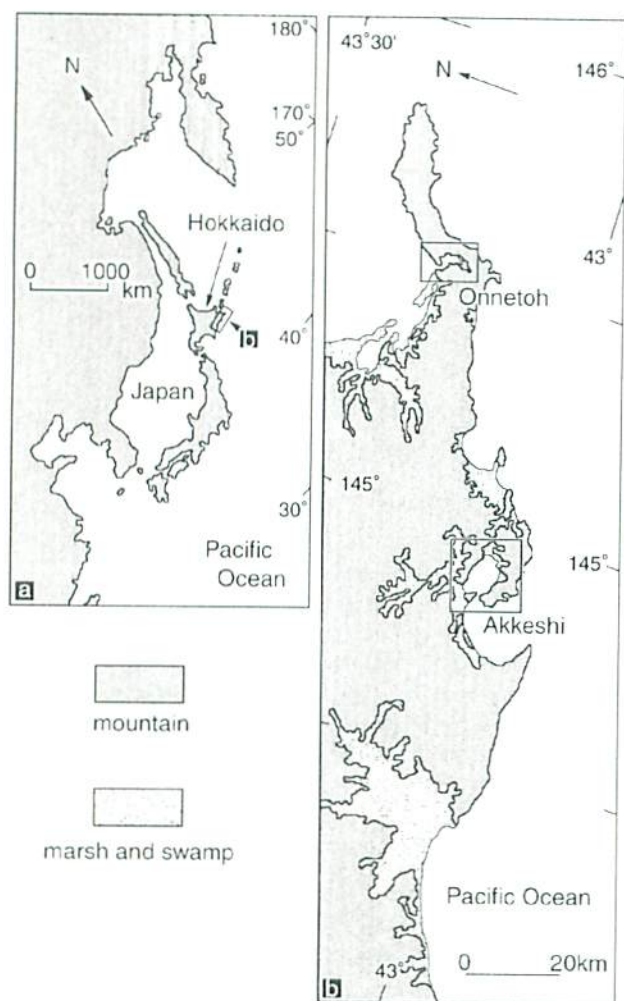 180°
N
170°
50°
Hokkaido
0 1000
km
b
40°
Japan
30°
Pacific
Ocean
a
mountain
marsh and swamp
43°30'
N
146°
43°
Onnetoh
145°
145°
Akkeshi
Pacific Ocean
0 20km
43°
b